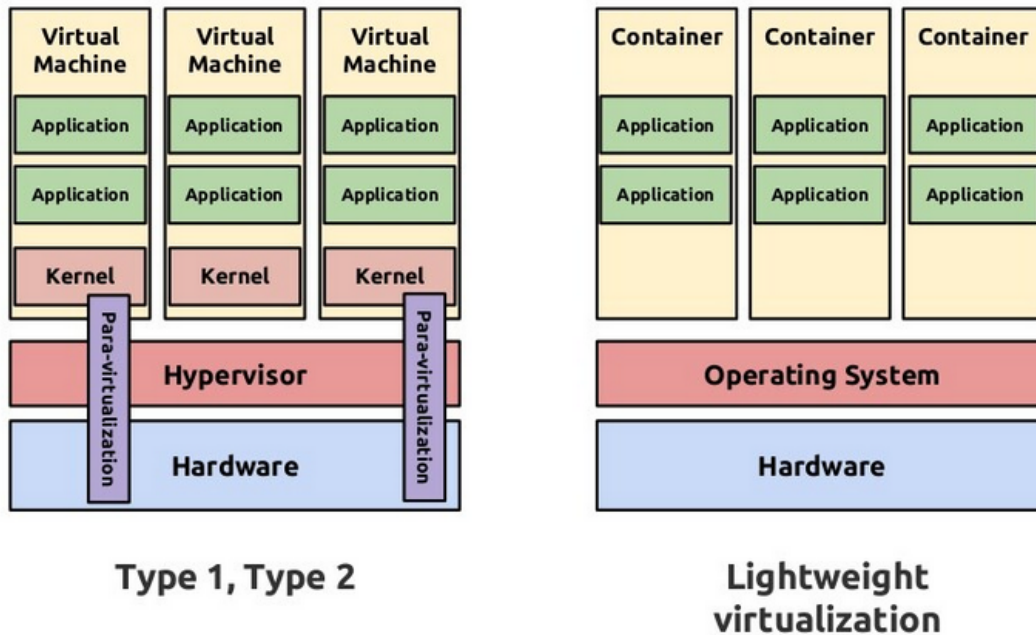 Virtual
Machine
Application
Application
Kernel
Virtual
Machine
Application
Application
Kernel
Virtual
Machine
Application
Application
Kernel
Para-virtualization
Para-virtualization
Hypervisor
Hardware
Type 1, Type 2
Container
Application
Application
Container
Application
Application
Container
Application
Application
Operating System
Hardware
Lightweight
virtualization